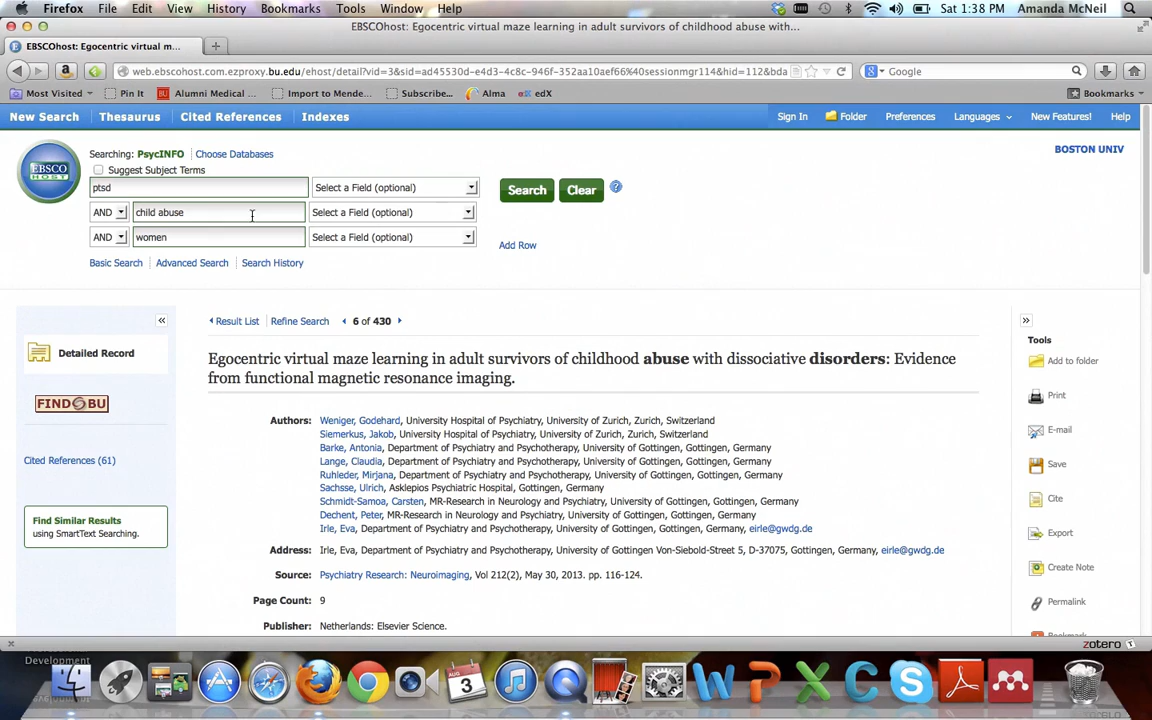 Firefox File Edit View History Bookmarks Tools Window Help Sat 1:38 PM Amanda McNeil
EBSCOhost: Egocentric virtual maze learning in adult survivors of childhood abuse with...
EBSCOhost: Egocentric virtual m...
web.ebscohost.com.ezproxy.bu.edu/ehost/detail?vid=3&sid=ad45530d-e4d3-4c8c-946f-352aa10aef66%40sessionmgr114&hid=112&bda Google
Most Visited Pin It Alumni Medical ... Import to Mende... Subscribe... Alma edX Bookmarks
New Search Thesaurus Cited References Indexes Sign In Folder Preferences Languages New Features! Help
BOSTON UNIV
EBSCO HOST
Searching: PsycINFO Choose Databases
Suggest Subject Terms
ptsd Select a Field (optional) Search Clear
AND child abuse Select a Field (optional)
AND women Select a Field (optional) Add Row
Basic Search Advanced Search Search History
Detailed Record
FIND@BU
Cited References (61)
Find Similar Results
using SmartText Searching.
Result List Refine Search 6 of 430
Egocentric virtual maze learning in adult survivors of childhood abuse with dissociative disorders: Evidence
from functional magnetic resonance imaging.
Authors: Weniger, Godehard, University Hospital of Psychiatry, University of Zurich, Zurich, Switzerland
Siemerkus, Jakob, University Hospital of Psychiatry, University of Zurich, Zurich, Switzerland
Barke, Antonia, Department of Psychiatry and Psychotherapy, University of Gottingen, Gottingen, Germany
Lange, Claudia, Department of Psychiatry and Psychotherapy, University of Gottingen, Gottingen, Germany
Ruhleder, Mirjana, Department of Psychiatry and Psychotherapy, University of Gottingen, Gottingen, Germany
Sachsse, Ulrich, Asklepios Psychiatric Hospital, Gottingen, Germany
Schmidt-Samoa, Carsten, MR-Research in Neurology and Psychiatry, University of Gottingen, Gottingen, Germany
Dechent, Peter, MR-Research in Neurology and Psychiatry, University of Gottingen, Gottingen, Germany
Irle, Eva, Department of Psychiatry and Psychotherapy, University of Gottingen, Gottingen, Germany, eirle@gwdg.de
Address: Irle, Eva, Department of Psychiatry and Psychotherapy, University of Gottingen Von-Siebold-Street 5, D-37075, Gottingen, Germany, eirle@gwdg.de
Source: Psychiatry Research: Neuroimaging, Vol 212(2), May 30, 2013. pp. 116-124.
Page Count: 9
Publisher: Netherlands: Elsevier Science.
Tools
Add to folder
Print
E-mail
Save
Cite
Export
Create Note
Permalink
Bookmark
zotero
Development
AUG
3